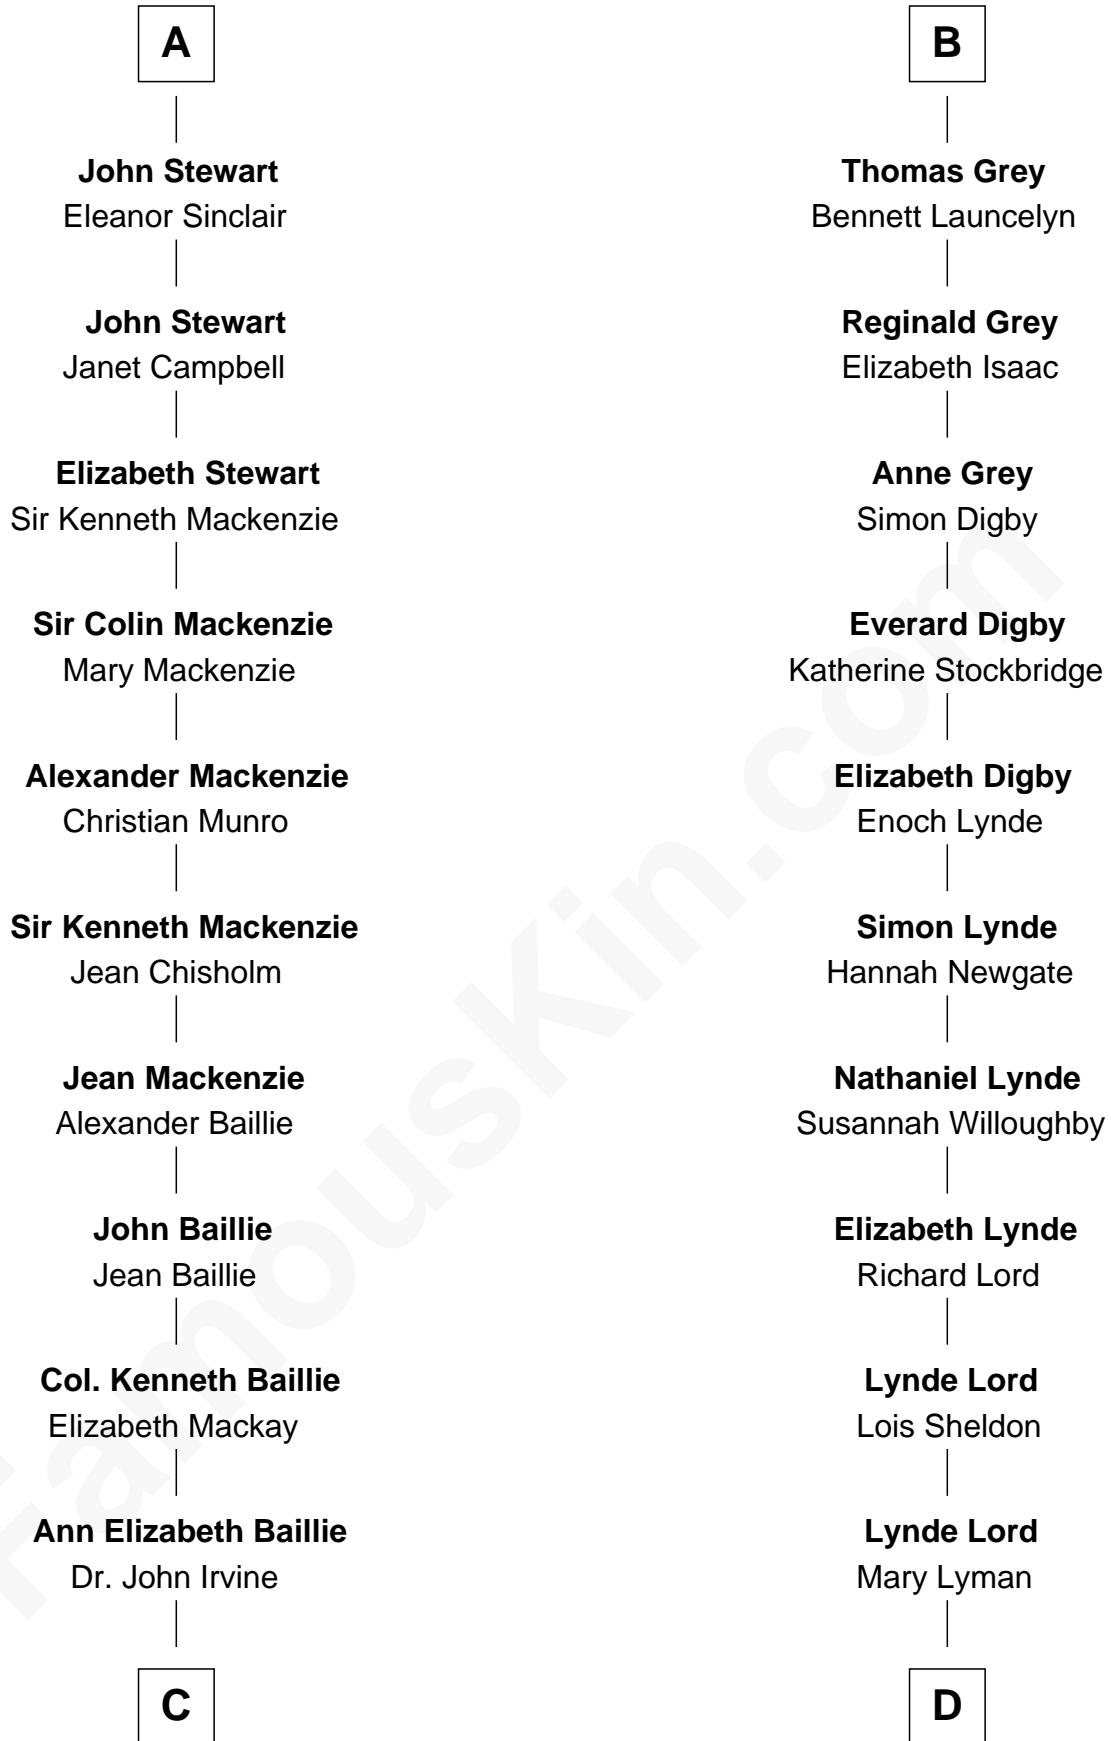 A
John Stewart
Eleanor Sinclair
John Stewart
Janet Campbell
Elizabeth Stewart
Sir Kenneth Mackenzie
Sir Colin Mackenzie
Mary Mackenzie
Alexander Mackenzie
Christian Munro
Sir Kenneth Mackenzie
Jean Chisholm
Jean Mackenzie
Alexander Baillie
John Baillie
Jean Baillie
Col. Kenneth Baillie
Elizabeth Mackay
Ann Elizabeth Baillie
Dr. John Irvine
C
B
Thomas Grey
Bennett Launcelyn
Reginald Grey
Elizabeth Isaac
Anne Grey
Simon Digby
Everard Digby
Katherine Stockbridge
Elizabeth Digby
Enoch Lynde
Simon Lynde
Hannah Newgate
Nathaniel Lynde
Susannah Willoughby
Elizabeth Lynde
Richard Lord
Lynde Lord
Lois Sheldon
Lynde Lord
Mary Lyman
D
FamousKin.com